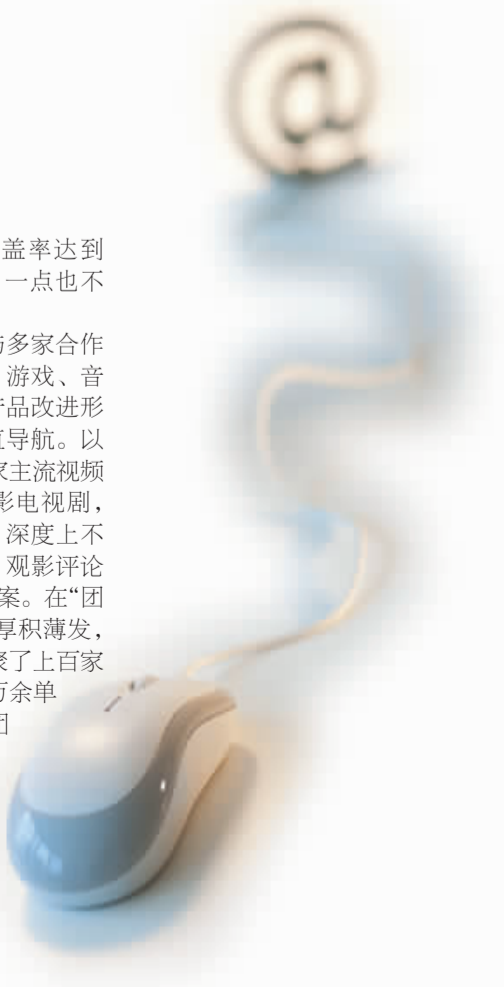 @
盖率达到
一点也不
与多家合作
游戏、音
产品改进形
直导航。以
家主流视频
影电视剧，
深度上不
观影评论
案。在“团
厚积薄发，
聚了上百家
万余单